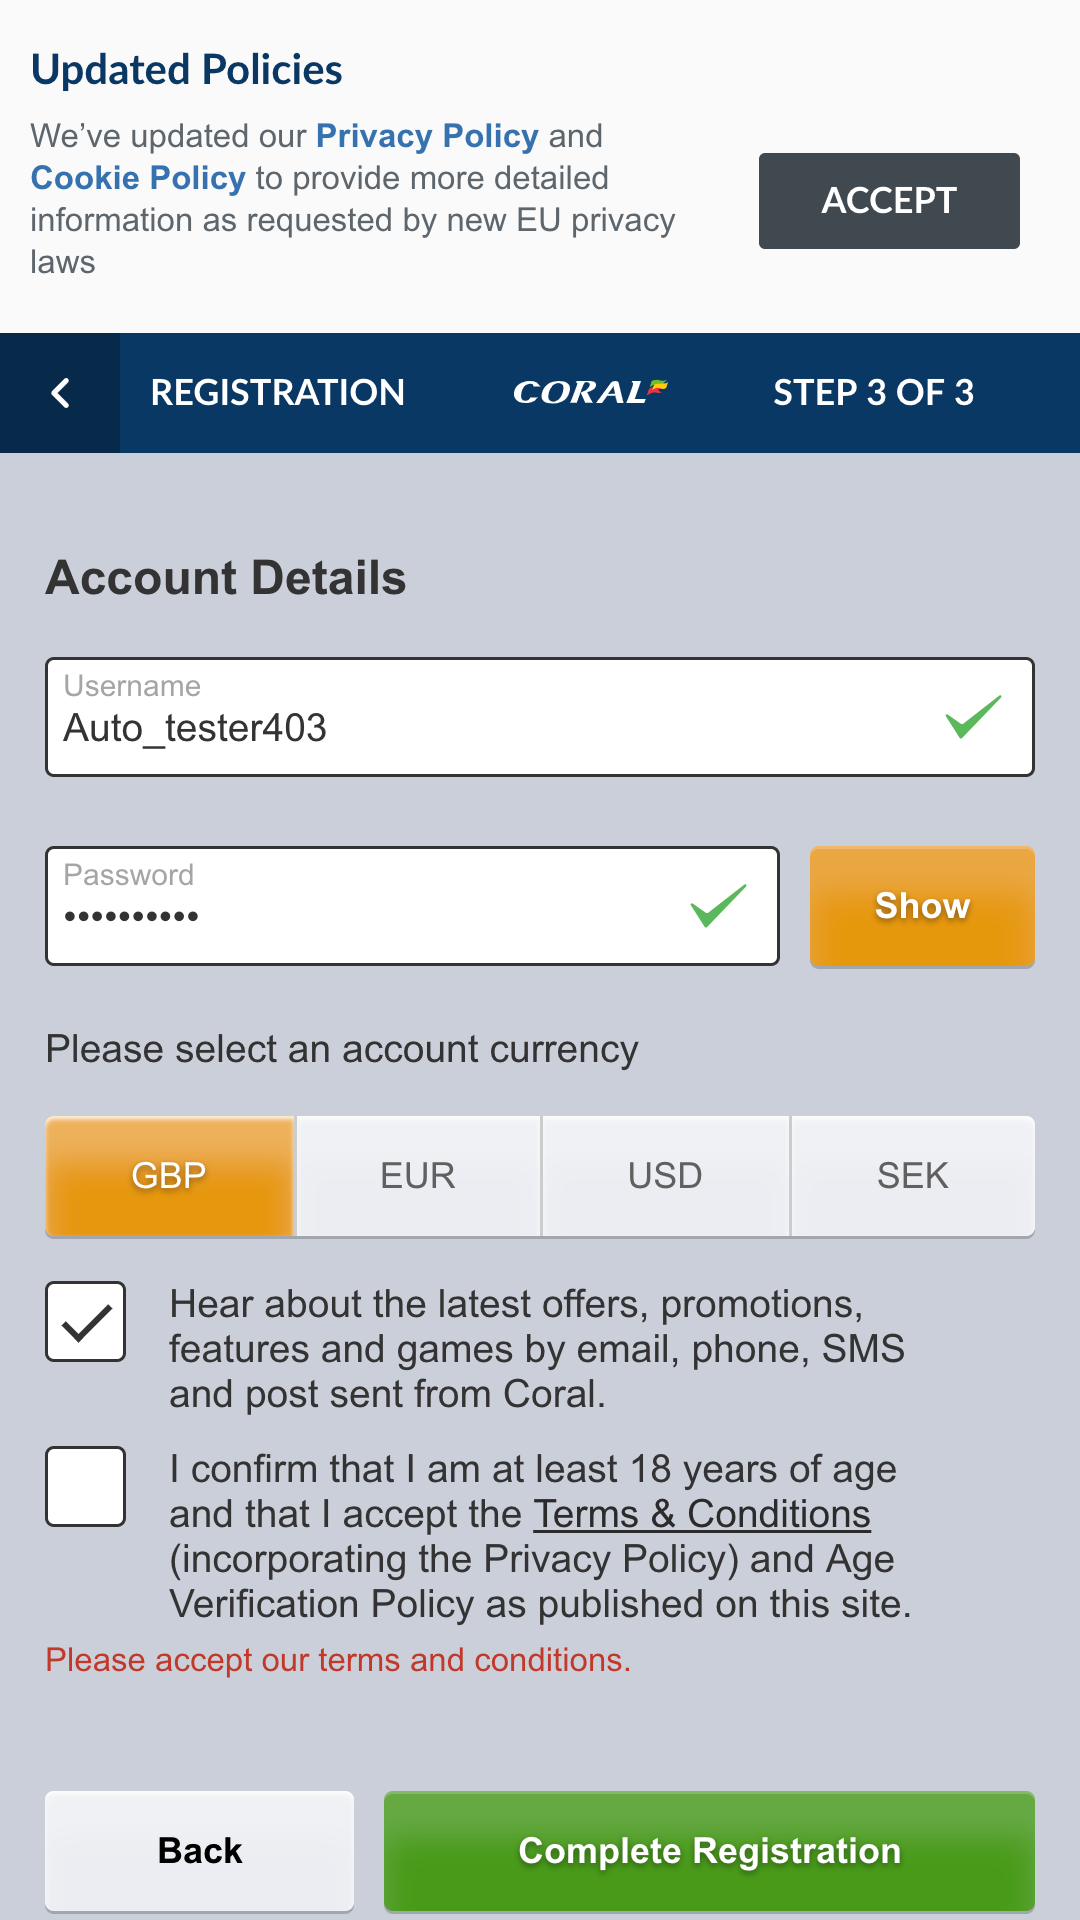 Updated Policies
We’ve updated our Privacy Policy and
Cookie Policy to provide more detailed
information as requested by new EU privacy
laws
ACCEPT
REGISTRATION
CORAL
STEP 3 OF 3
Account Details
Username
Auto_tester403
Password
••••••••••
Show
Please select an account currency
GBP
EUR
USD
SEK
Hear about the latest offers, promotions,
features and games by email, phone, SMS
and post sent from Coral.
I confirm that I am at least 18 years of age
and that I accept the Terms & Conditions
(incorporating the Privacy Policy) and Age
Verification Policy as published on this site.
Please accept our terms and conditions.
Back
Complete Registration